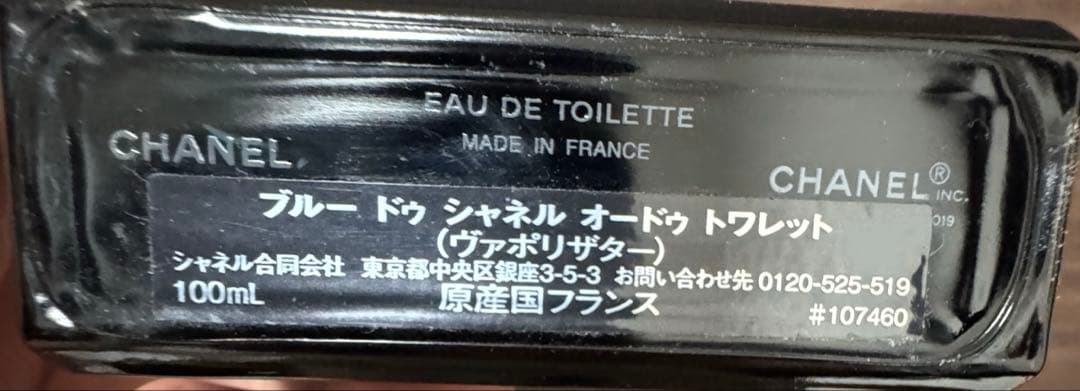 EAU DE TOILETTE
CHANEL
MADE IN FRANCE
CHANEL® INC.
019
ブルー ドゥ シャネル オードゥ トワレット
(ヴァポリザター)
シャネル合同会社 東京都中央区銀座3-5-3 お問い合わせ先 0120-525-519
100mL 原産国フランス #107460